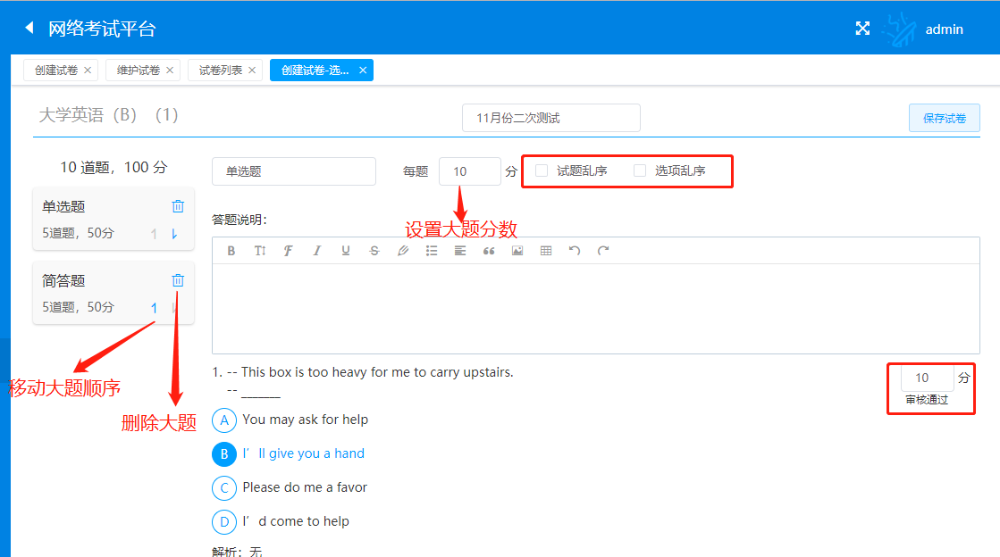 网络考试平台
admin
创建试卷 × 维护试卷 × 试卷列表 × 创建试卷-选... ×
大学英语（B）（1）
11月份二次测试
保存试卷
10 道题，100 分
单选题
5道题，50分
简答题
5道题，50分
移动大题顺序
删除大题
单选题
每题 10 分
试题乱序 选项乱序
设置大题分数
答题说明：
1. -- This box is too heavy for me to carry upstairs.
-- _______
10 分
审核通过
A You may ask for help
B I’ll give you a hand
C Please do me a favor
D I’d come to help
解析：无